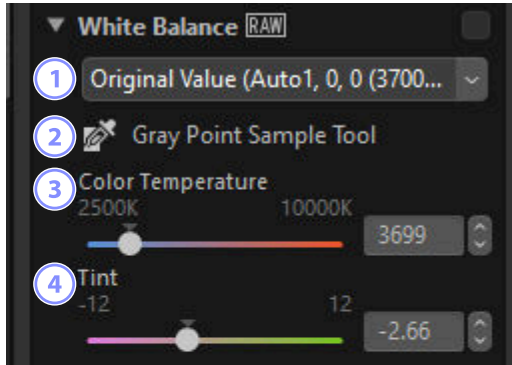 White Balance RAW
1 Original Value (Auto1, 0, 0 (3700...
2 Gray Point Sample Tool
3 Color Temperature
2500K 10000K
3699
4 Tint
-12 12
-2.66